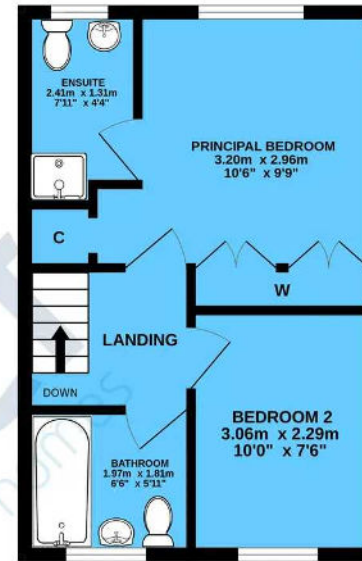 ENSUITE
2.41m x 1.31m
7'11" x 4'4"
PRINCIPAL BEDROOM
3.20m x 2.96m
10'6" x 9'9"
C
W
LANDING
DOWN
BEDROOM 2
3.06m x 2.29m
10'0" x 7'6"
BATHROOM
1.97m x 1.81m
6'6" x 5'11"
homes